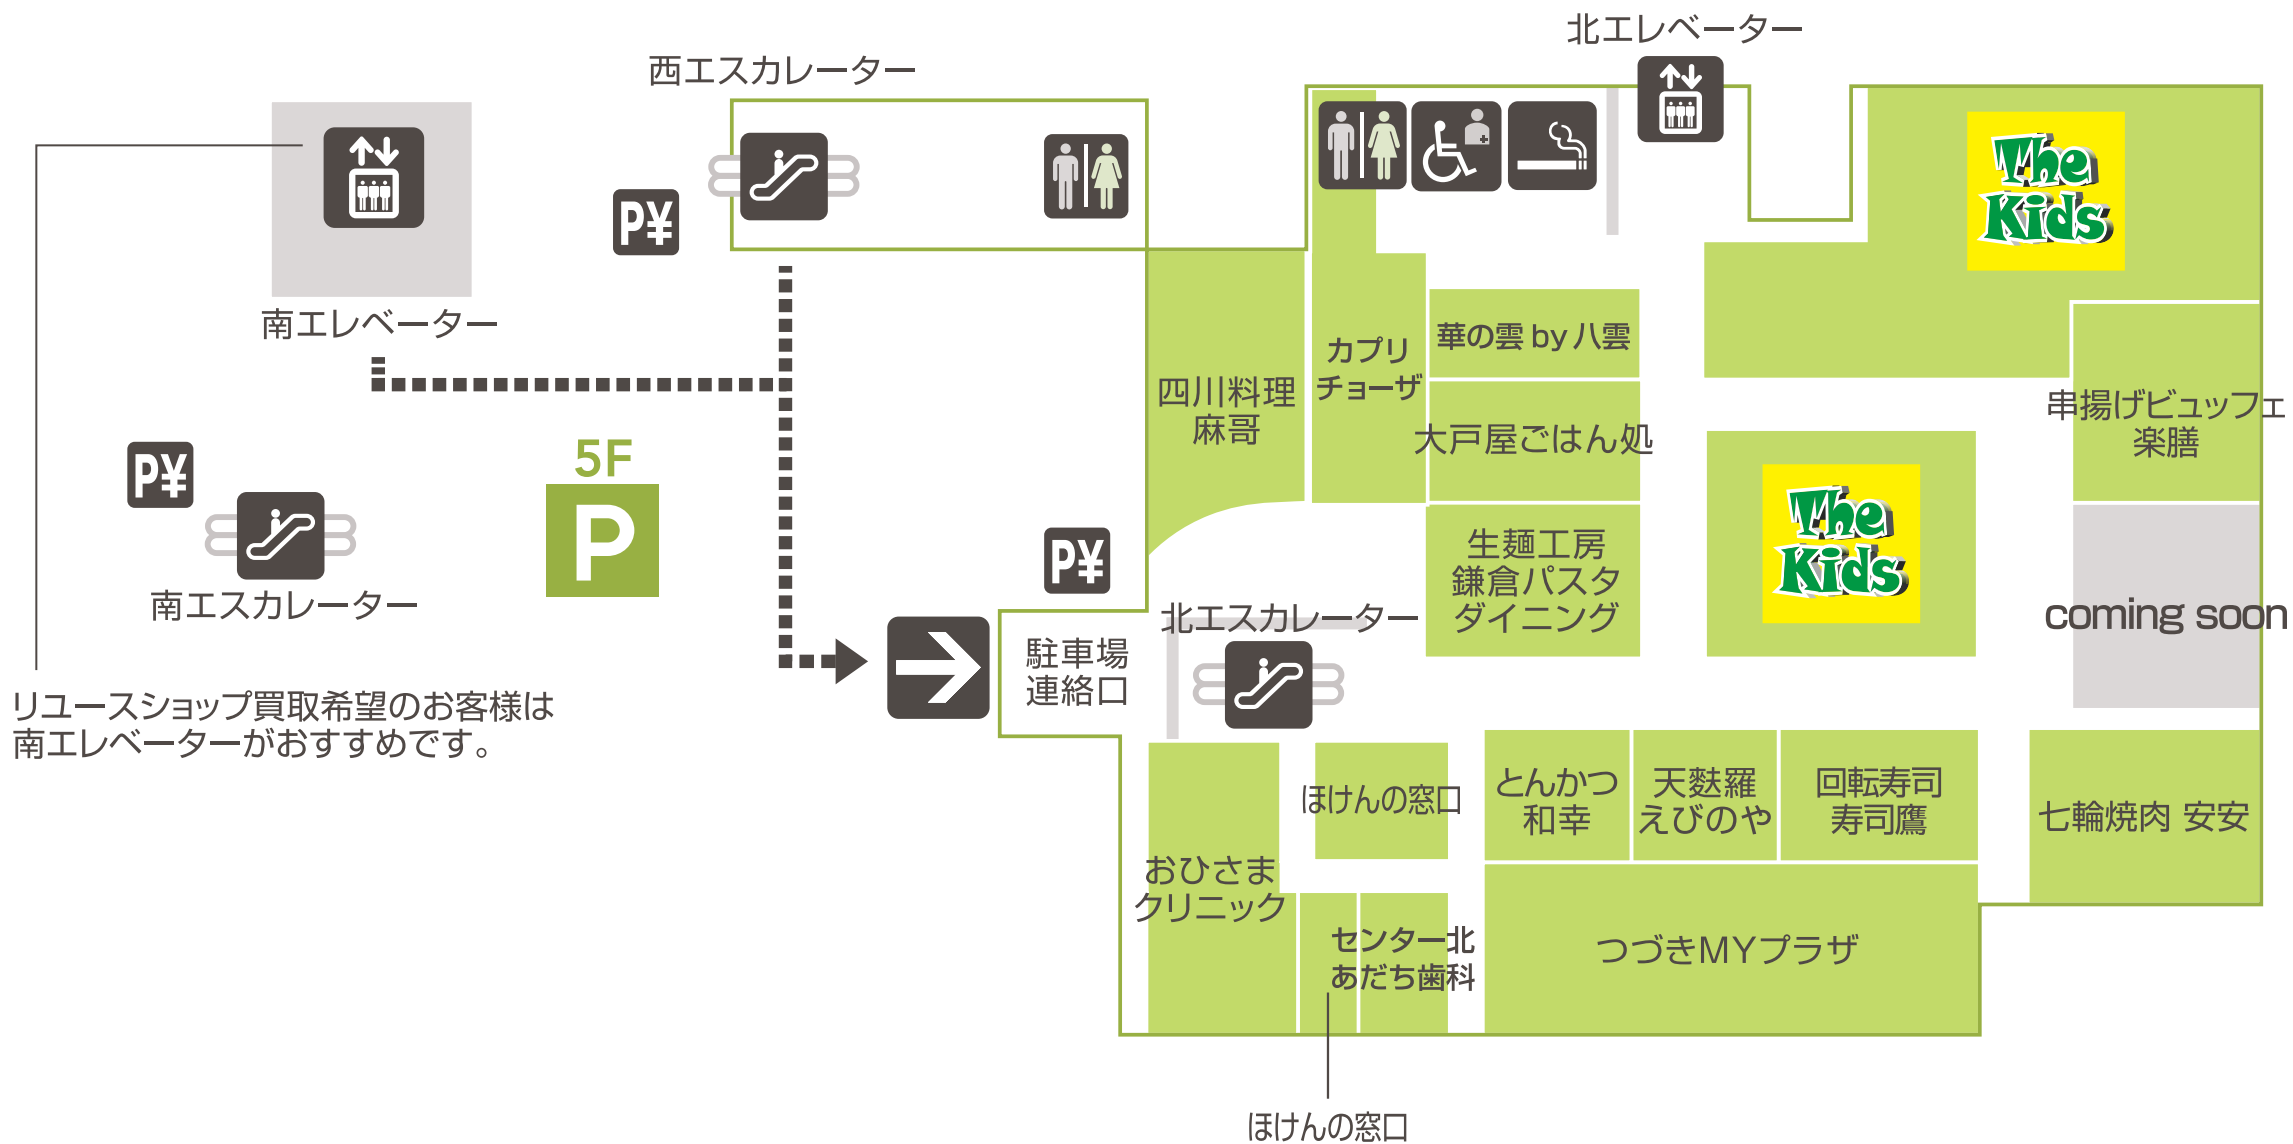 北エレベーター
西エスカレーター
P¥
南エレベーター
The
Kids
華の雲 by 八雲
カプリ
チョーザ
四川料理
麻哥
大戸屋ごはん処
串揚げビュッフェ
楽膳
P¥
5F
P
南エスカレーター
P¥
生麺工房
鎌倉パスタ
ダイニング
The
Kids
coming soon
北エスカレーター
駐車場
連絡口
リユースショップ買取希望のお客様は
南エレベーターがおすすめです。
ほけんの窓口
とんかつ
和幸
天麩羅
えびのや
回転寿司
寿司鷹
七輪焼肉 安安
おひさま
クリニック
センター北
あだち歯科
つづきMYプラザ
ほけんの窓口